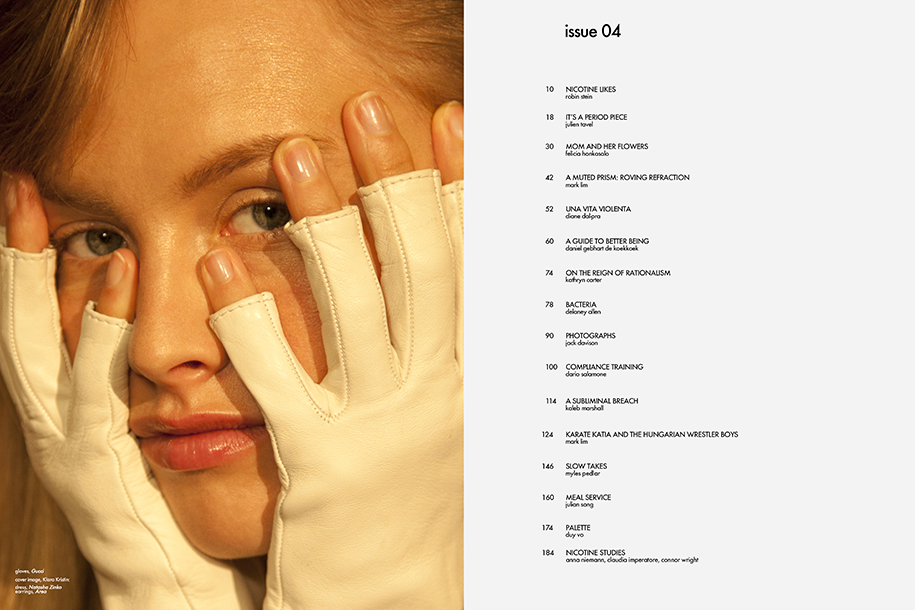 issue 04
10 NICOTINE LIKES
robin stein
18 IT'S A PERIOD PIECE
julien tavel
30 MOM AND HER FLOWERS
felicia honkasalo
42 A MUTED PRISM: ROVING REFRACTION
mark lim
52 UNA VITA VIOLENTA
diane dal-pra
60 A GUIDE TO BETTER BEING
daniel gebhart de koekkoek
74 ON THE REIGN OF RATIONALISM
kathryn carter
78 BACTERIA
delaney allen
90 PHOTOGRAPHS
jack davison
100 COMPLIANCE TRAINING
dario salamone
114 A SUBLIMINAL BREACH
kaleb marshall
124 KARATE KATIA AND THE HUNGARIAN WRESTLER BOYS
mark lim
146 SLOW TAKES
myles pedlar
160 MEAL SERVICE
julian song
174 PALETTE
duy vo
184 NICOTINE STUDIES
anna niemann, claudia imperatore, connor wright
gloves, Gucci
cover image, Klara Kristin:
dress, Natasha Zinko
earrings, Area